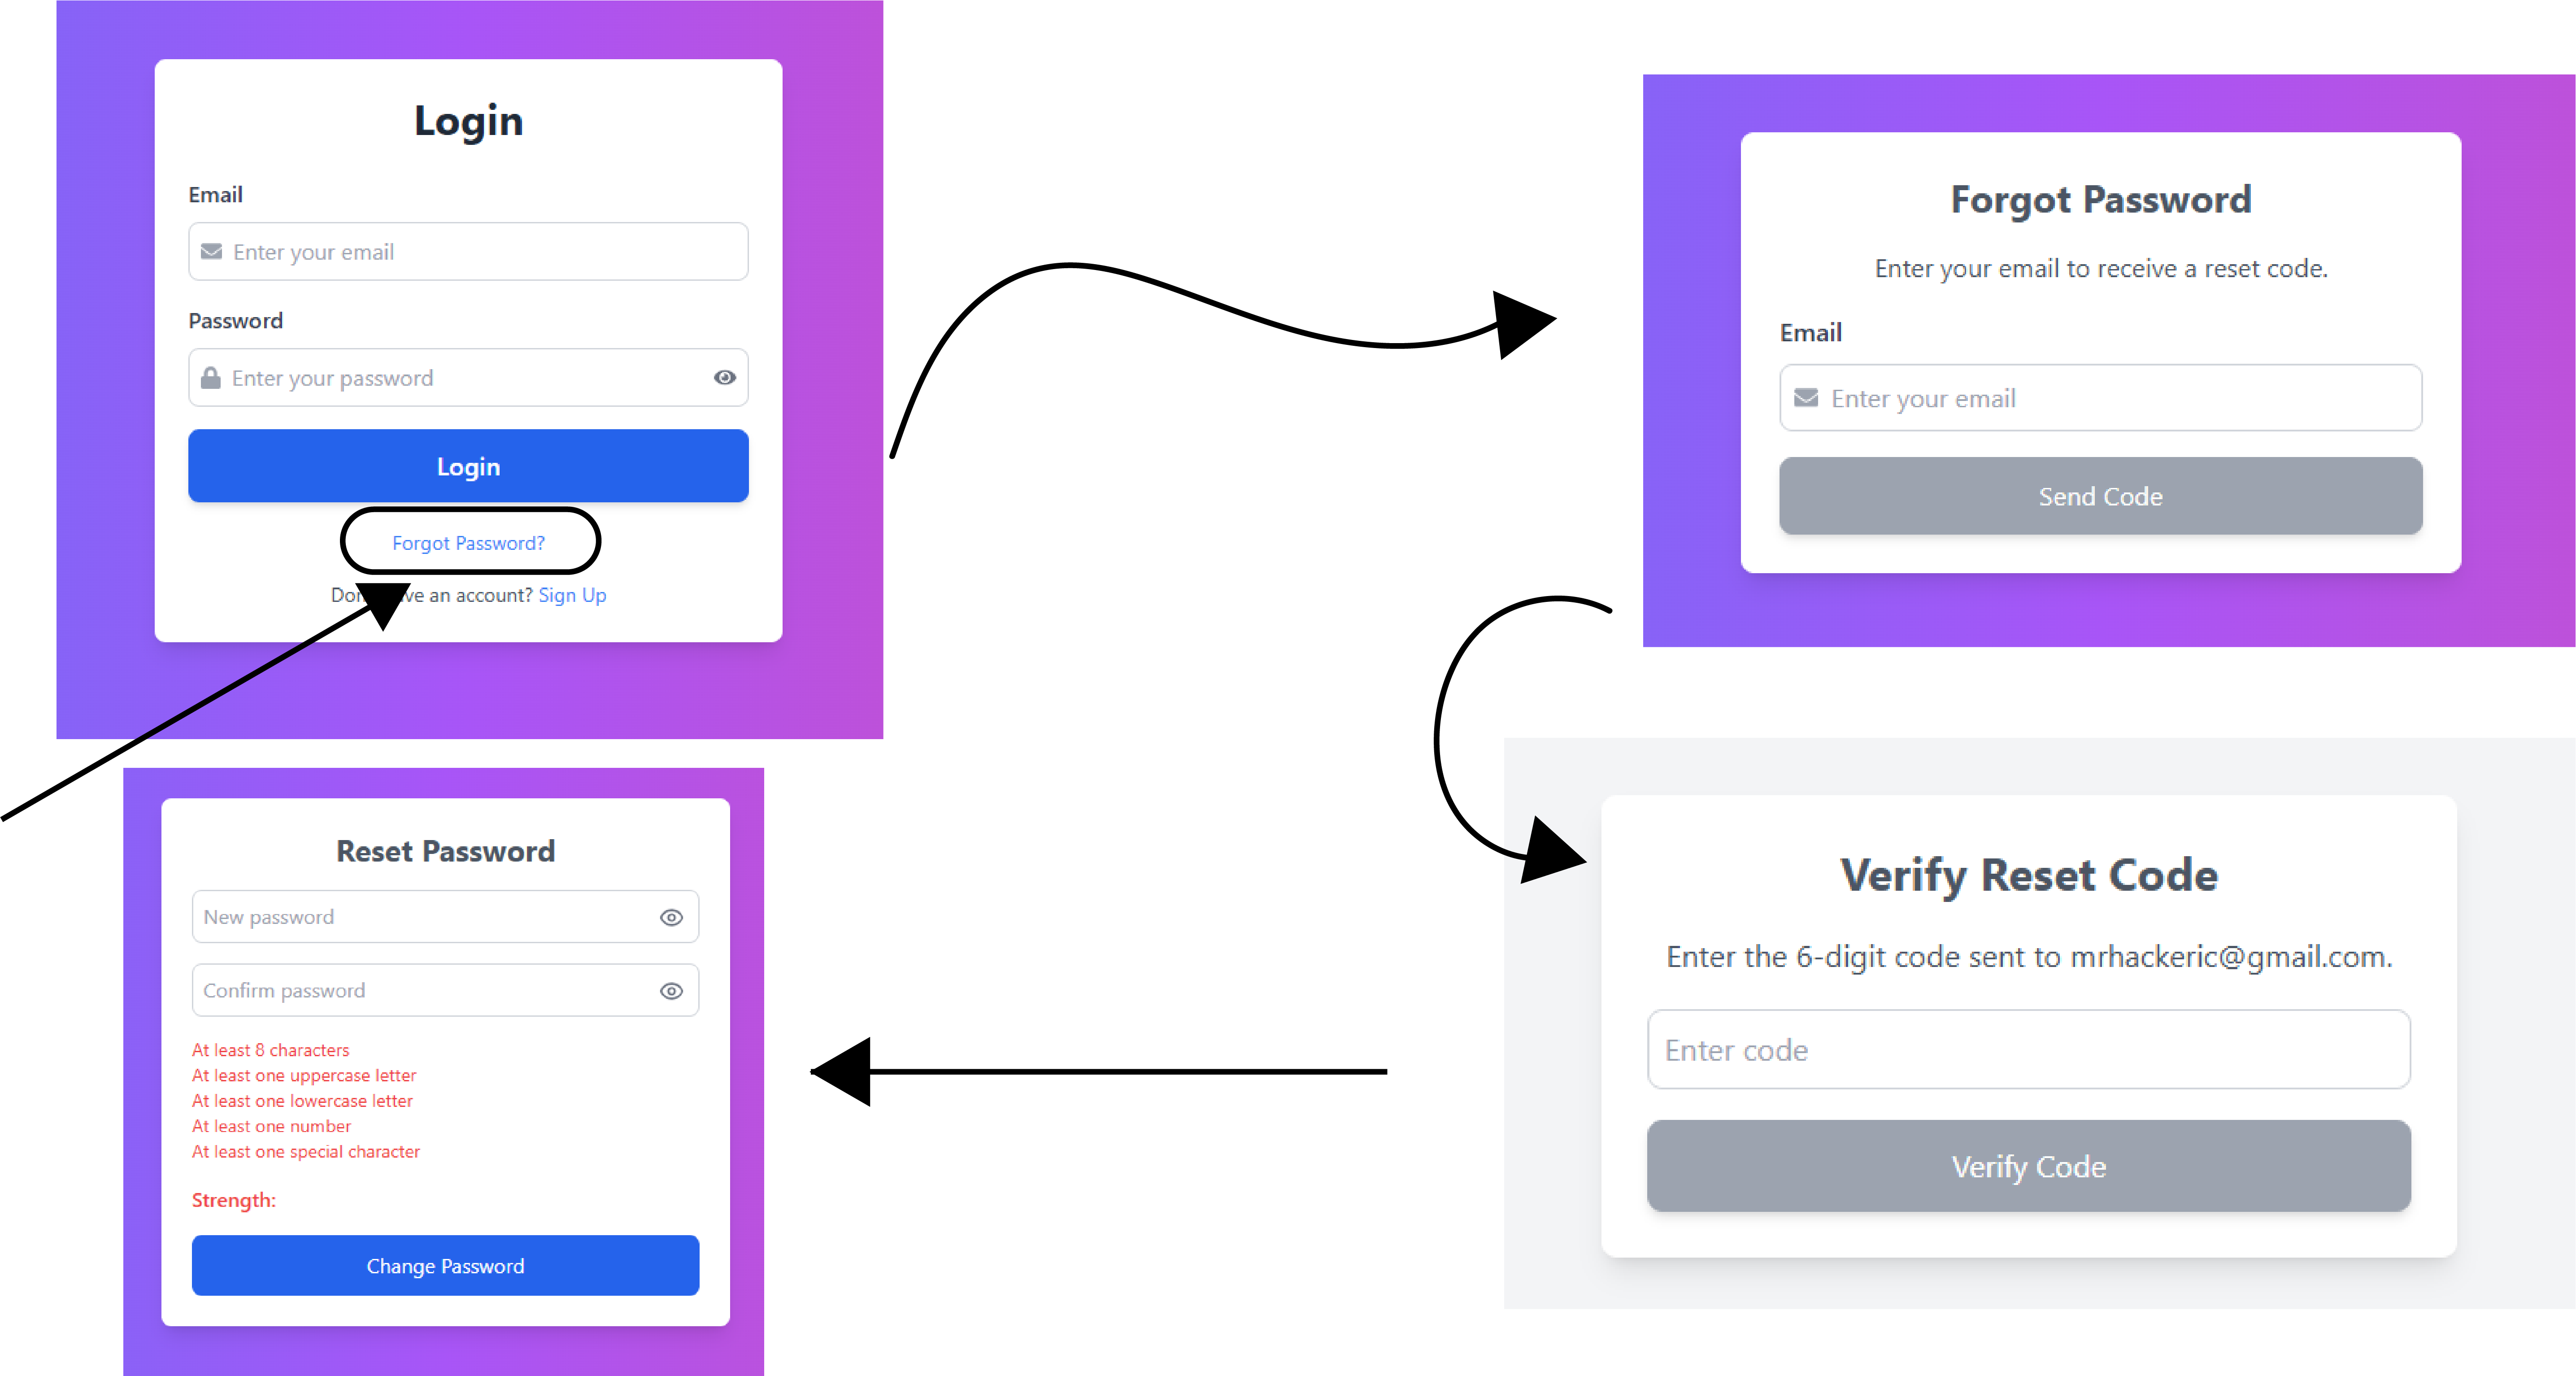 Login
Email
Enter your email
Password
Enter your password
Login
Forgot Password?
Don ve an account? Sign Up
Forgot Password
Enter your email to receive a reset code.
Email
Enter your email
Send Code
Verify Reset Code
Enter the 6-digit code sent to mrhackeric@gmail.com.
Enter code
Verify Code
Reset Password
New password
Confirm password
At least 8 characters
At least one uppercase letter
At least one lowercase letter
At least one number
At least one special character
Strength:
Change Password